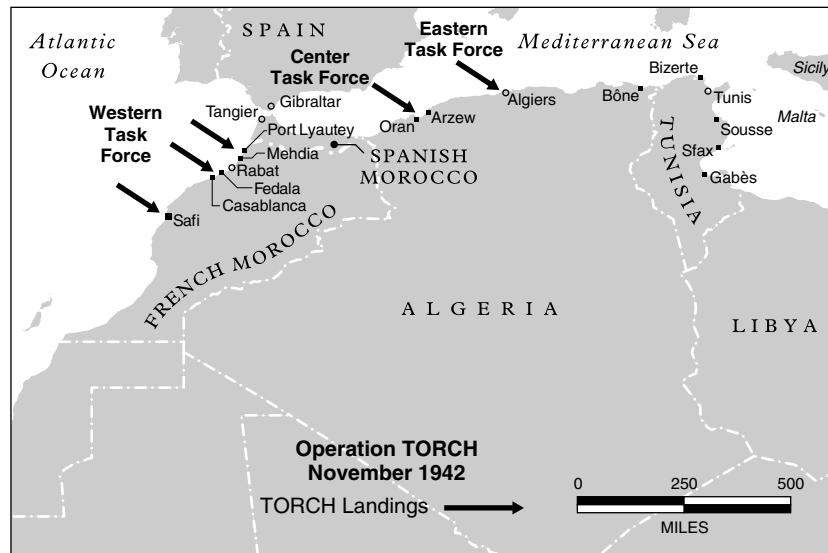 SPAIN
Atlantic
Ocean
Eastern
Task Force
Mediterranean Sea
Center
Task Force
Bizerte
Sicily
Gibraltar
Tangier
Algiers
Bône
Tunis
Western
Task
Force
Port Lyautey
Oran
Arzew
Malta
Sousse
Mehdia
Rabat
SPANISH
MOROCCO
Sfax
Fedala
Casablanca
TUNISIA
Gabès
Safi
FRENCH MOROCCO
ALGERIA
LIBYA
Operation TORCH
November 1942
TORCH Landings
0 250 500
MILES